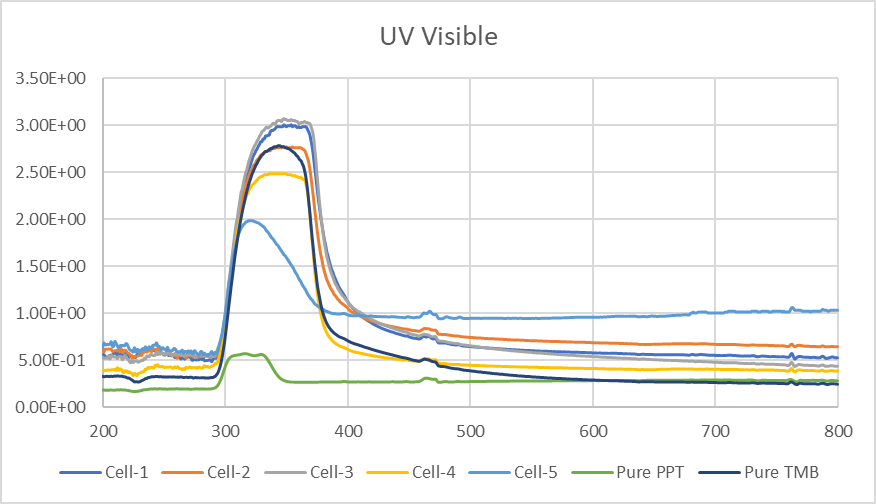 UV Visible
3.50E+00
3.00E+00
2.50E+00
2.00E+00
1.50E+00
1.00E+00
5.00E-01
0.00E+00
200 300 400 500 600 700 800
Cell-1 Cell-2 Cell-3 Cell-4 Cell-5 Pure PPT Pure TMB